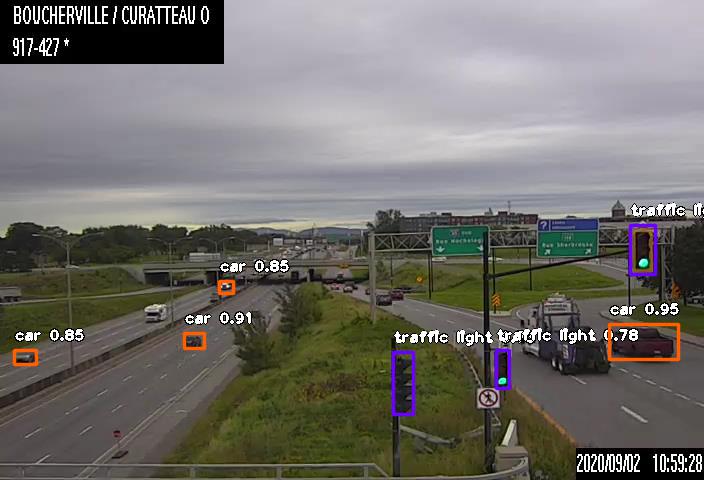 BOUCHERVILLE / CURATTEAU O
917-427 *
traffic li
car 0.85
Rue Hochelaga
Rue Sherbrooke
car 0.95
car 0.91
car 0.85
traffic light
traffic light 0.78
2020/09/02 10:59:28